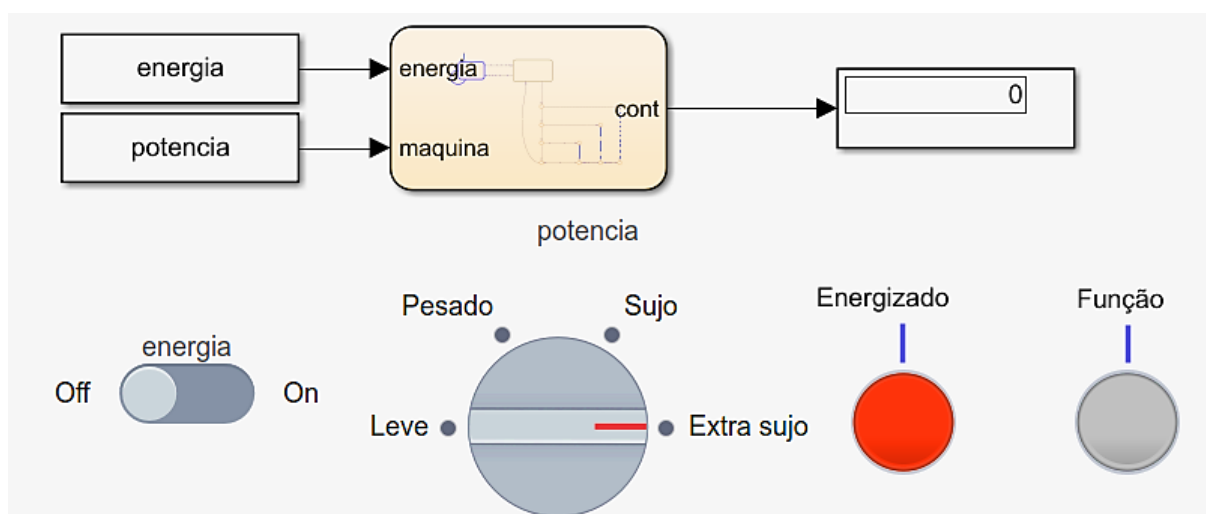 energia
energia
cont
0
potencia
maquina
potencia
Pesado
Sujo
Energizado
Função
energia
Off
On
Leve
Extra sujo